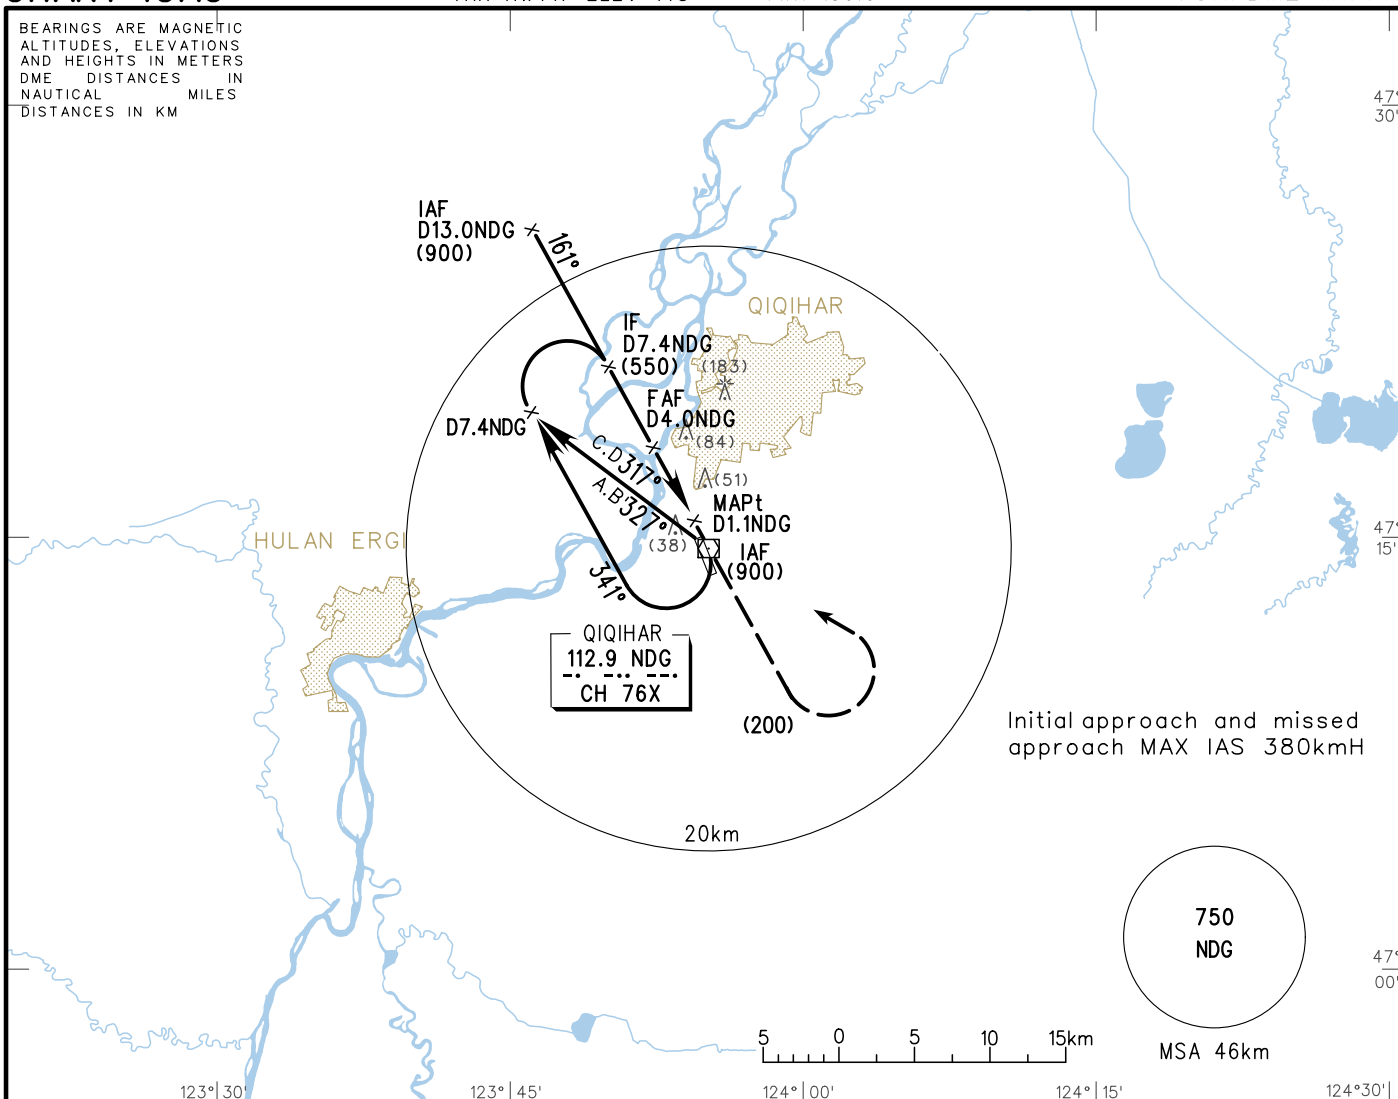 BEARINGS ARE MAGNETIC
ALTITUDES, ELEVATIONS
AND HEIGHTS IN METERS
DME DISTANCES IN
NAUTICAL MILES
DISTANCES IN KM
47°
30'
IAF
D13.0NDG
(900)
161°
QIQIHAR
IF
D7.4NDG
(550)
(183)
FAF
D4.0NDG
(84)
D7.4NDG
C.D317°
A.B'327°
(51)
MAPt
D1.1NDG
(38)
HULAN ERGI
47°
15'
IAF
(900)
341°
QIQIHAR
112.9 NDG
CH 76X
(200)
Initial approach and missed
approach MAX IAS 380kmH
20km
750
NDG
47°
00'
MSA 46km
5 0 5 10 15km
123°30' 123°45' 124°00' 124°15' 124°30'